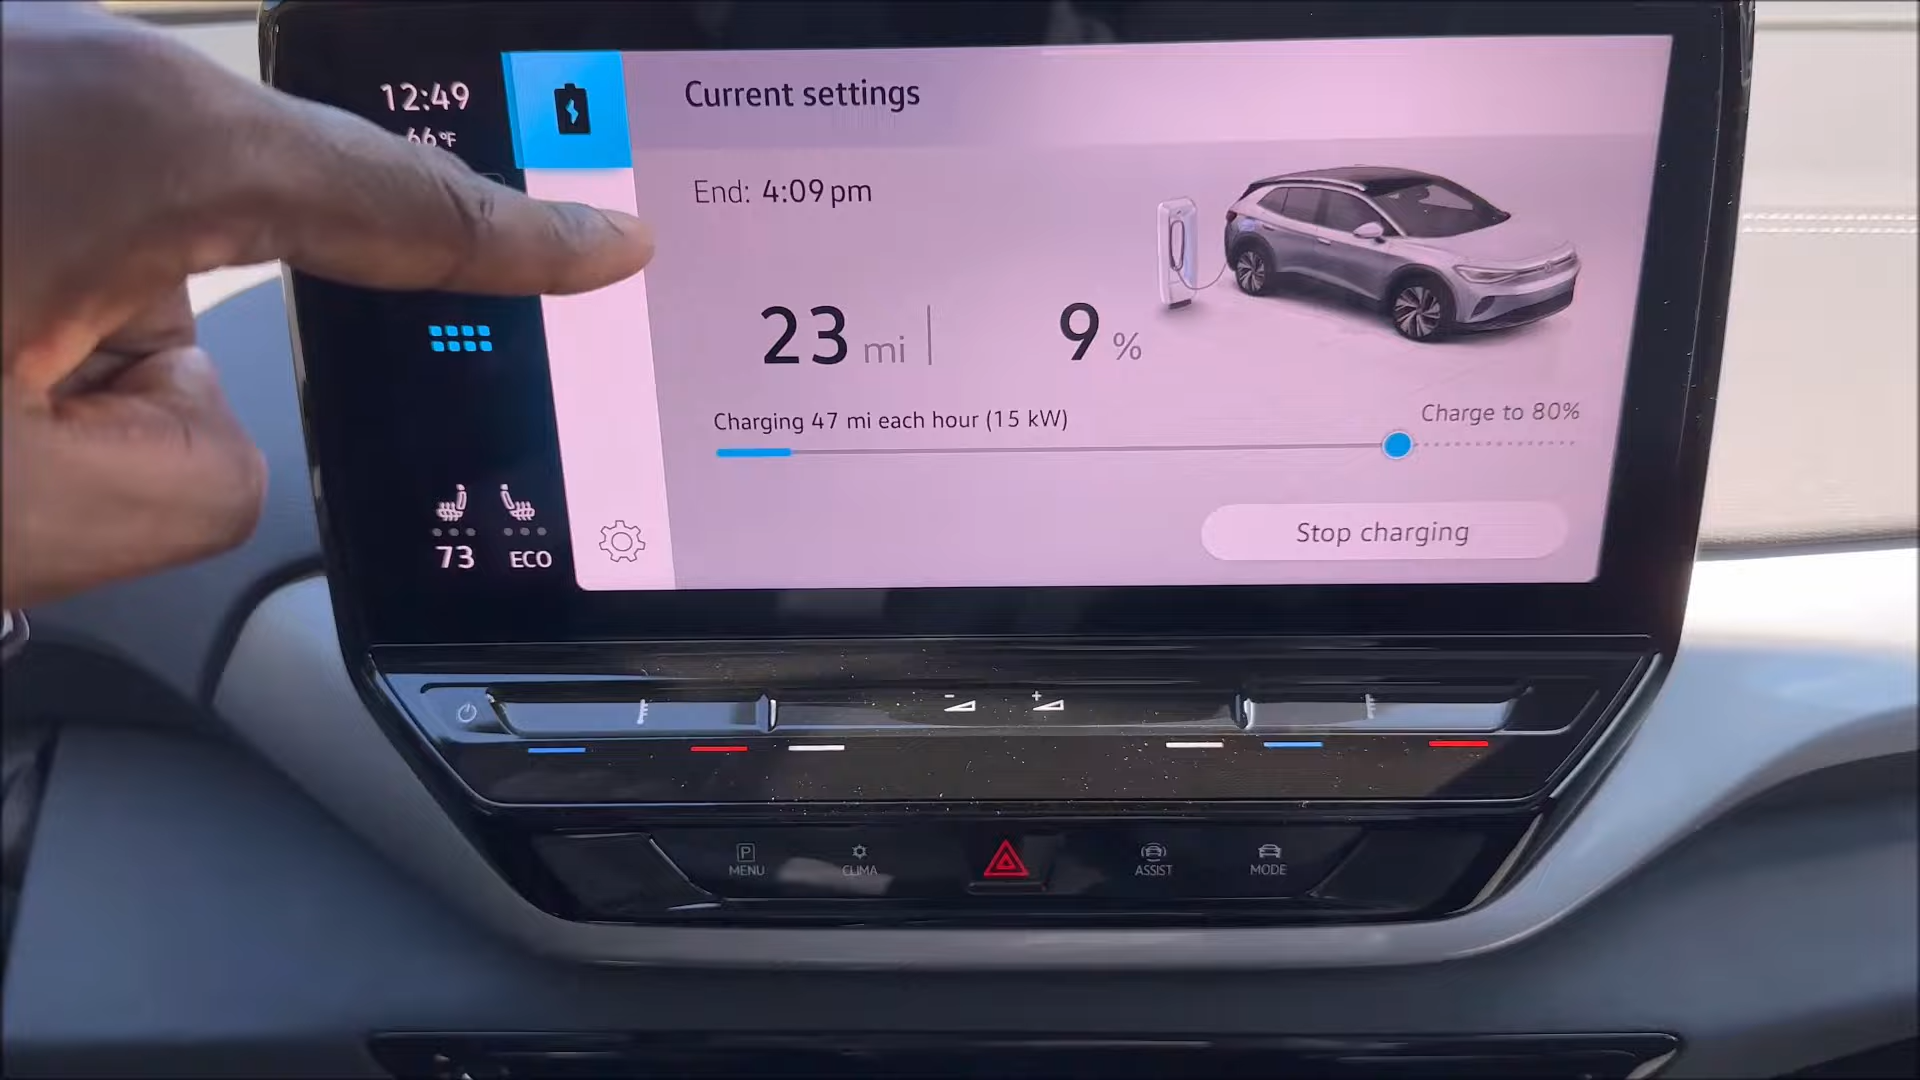 12:49
66°F
Current settings
End: 4:09 pm
23 mi
9 %
Charging 47 mi each hour (15 kW)
Charge to 80%
Stop charging
73
ECO
MENU
CLIMA
ASSIST
MODE